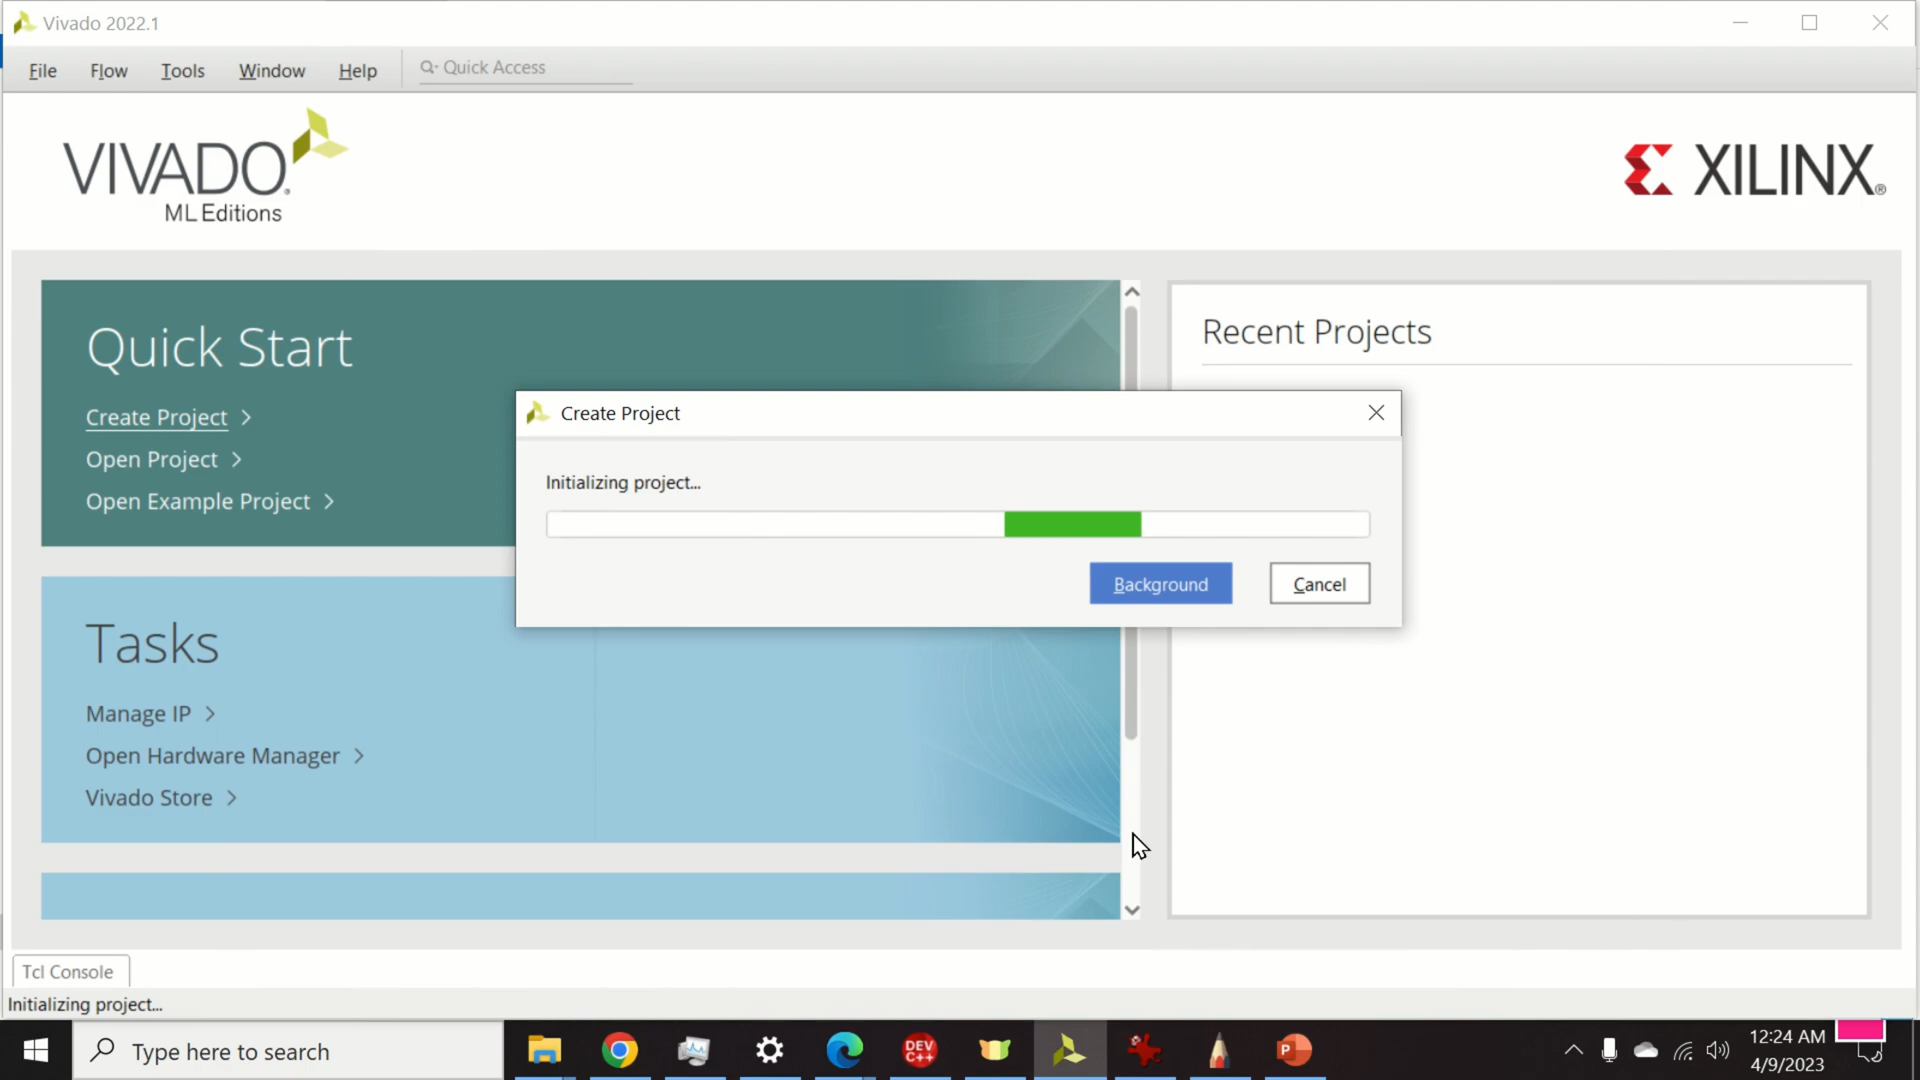 Vivado 2022.1
File Flow Tools Window Help Quick Access
VIVADO.
ML Editions
XILINX®
Quick Start
Create Project
Open Project
Open Example Project
Recent Projects
Create Project
Initializing project...
Background Cancel
Tasks
Manage IP
Open Hardware Manager
Vivado Store
Tcl Console
Initializing project...
Type here to search
DEV
C++
P
12:24 AM
4/9/2023